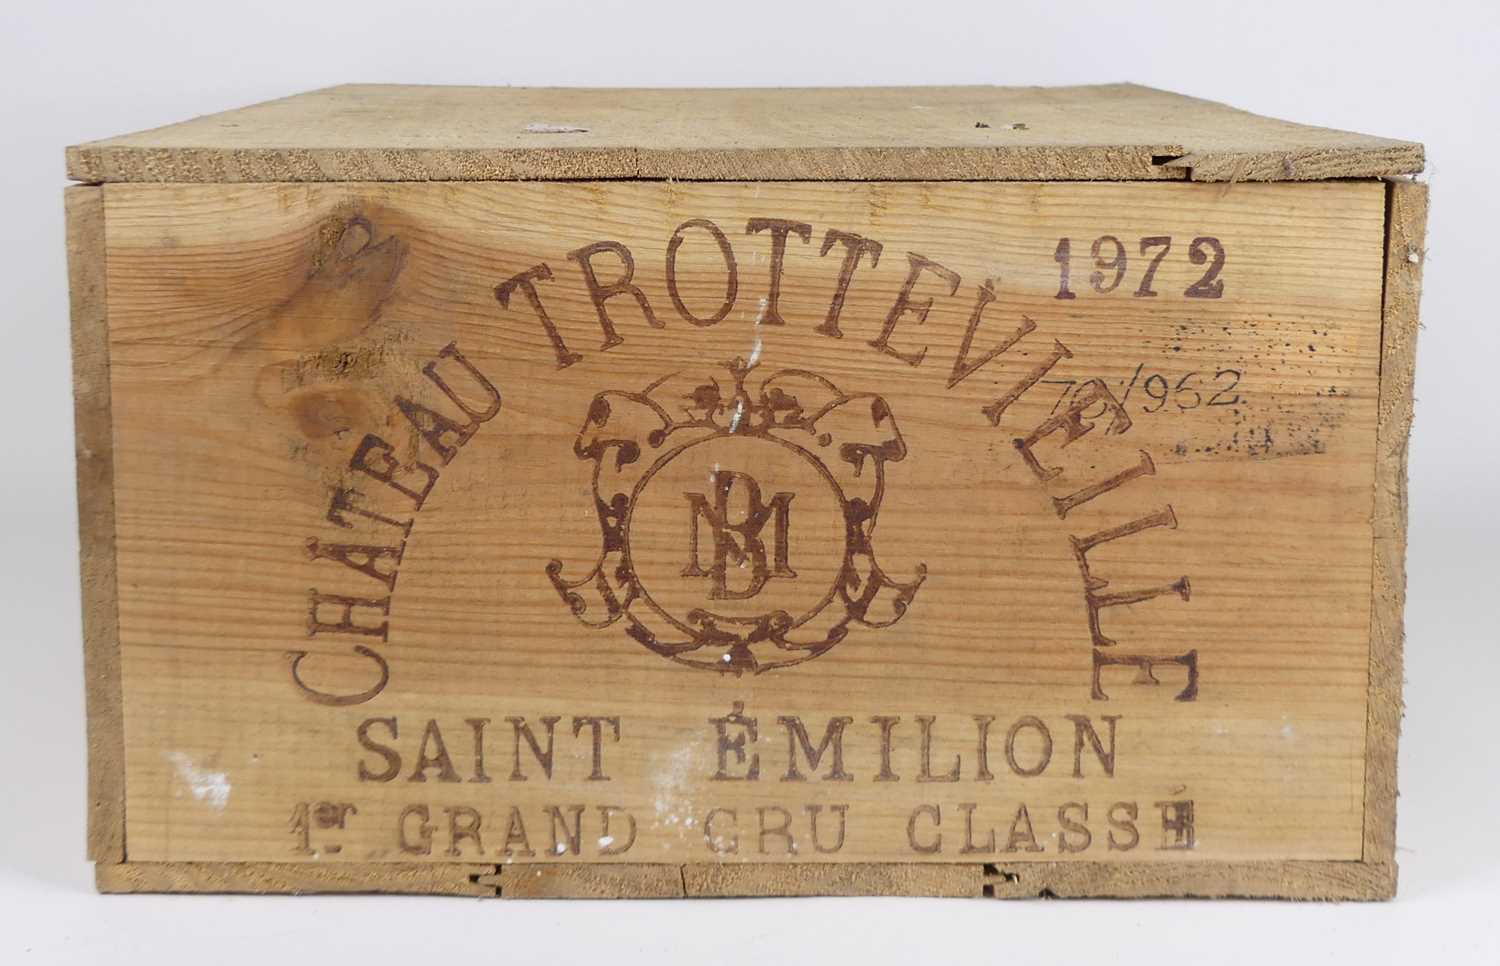 CHÂTEAU TROTTEVIEILLE
1972
SAINT ÉMILION
1er GRAND CRU CLASSÉ